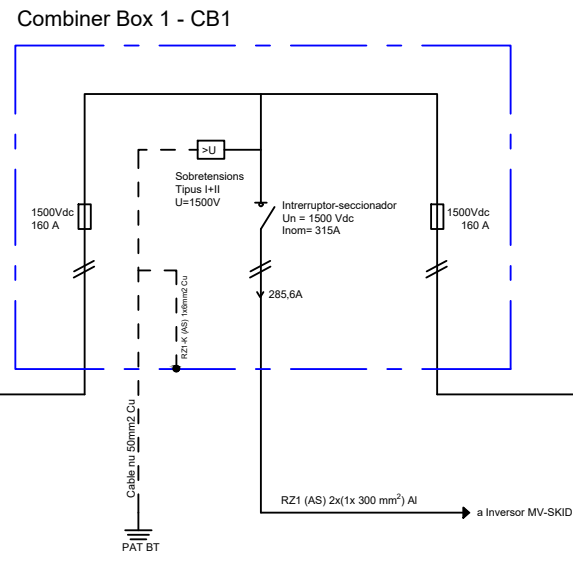 Combiner Box 1 - CB1
>U
Sobretensions
Tipus I+II
U=1500V
1500Vdc
160 A
Intrerruptor-seccionador
Un = 1500 Vdc
Inom= 315A
1500Vdc
160 A
285,6A
RZ1-K (AS) 1x6mm2 Cu
Cable nu 50mm2 Cu
RZ1 (AS) 2x(1x 300 mm²) Al
a Inversor MV-SKID
PAT BT